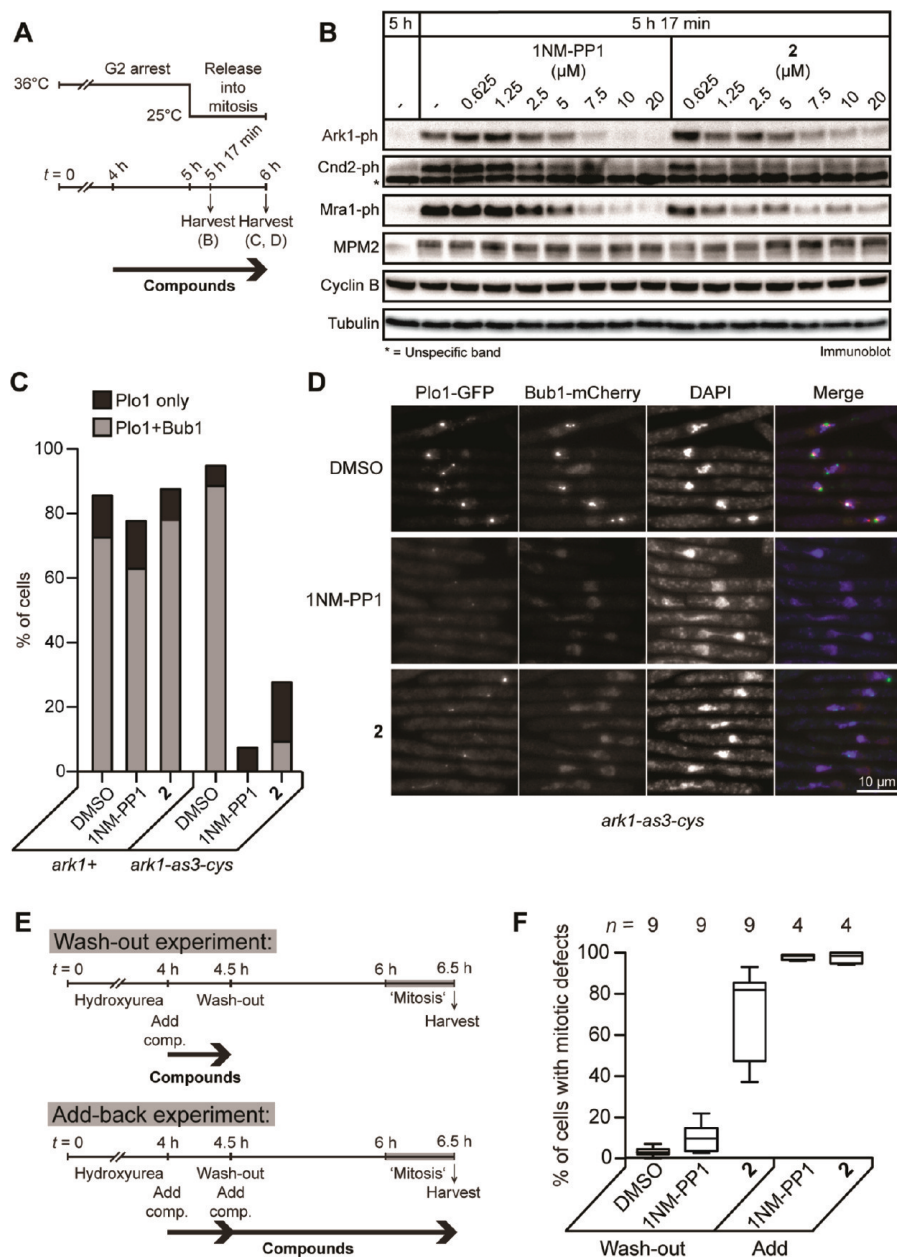 A
G2 arrest
Release
into
mitosis
36°C
25°C
t = 0
4 h
5 h
5 h 17 min
6 h
Harvest
(B)
Harvest
(C, D)
Compounds
B
5 h
5 h 17 min
1NM-PP1
(μM)
2
(μM)
- - 0.625 1.25 2.5 5 7.5 10 20 0.625 1.25 2.5 5 7.5 10 20
Ark1-ph
Cnd2-ph
*
Mra1-ph
MPM2
Cyclin B
Tubulin
* = Unspecific band
Immunoblot
C
Plo1 only
Plo1+Bub1
% of cells
100
80
60
40
20
0
DMSO 1NM-PP1 2 DMSO 1NM-PP1 2
ark1+ ark1-as3-cys
D
Plo1-GFP Bub1-mCherry DAPI Merge
DMSO
1NM-PP1
2
10 μm
ark1-as3-cys
E
Wash-out experiment:
t = 0 4 h 4.5 h 6 h 6.5 h
Hydroxyurea Wash-out 'Mitosis'
Harvest
Add
comp.
Compounds
Add-back experiment:
t = 0 4 h 4.5 h 6 h 6.5 h
Hydroxyurea Wash-out 'Mitosis'
Harvest
Add
comp.
Add
comp.
Compounds
F
n = 9 9 9 4 4
% of cells with mitotic defects
100
80
60
40
20
0
DMSO 1NM-PP1 2 1NM-PP1 2
Wash-out Add